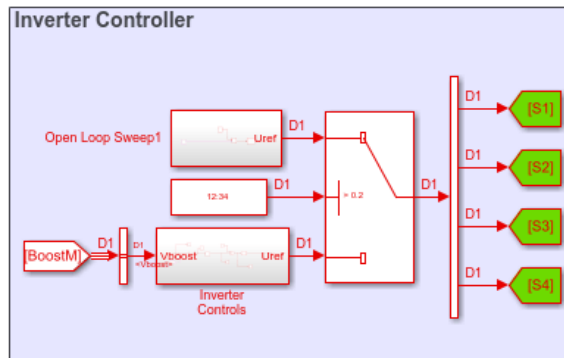 Inverter Controller
D1
[S1]
Open Loop Sweep1
Uref
D1
D1
[S2]
12:34
D1
> 0.2
D1
D1
[S3]
[BoostM]
D1
D1
<Vboost>
Vboost
Uref
D1
D1
[S4]
Inverter
Controls